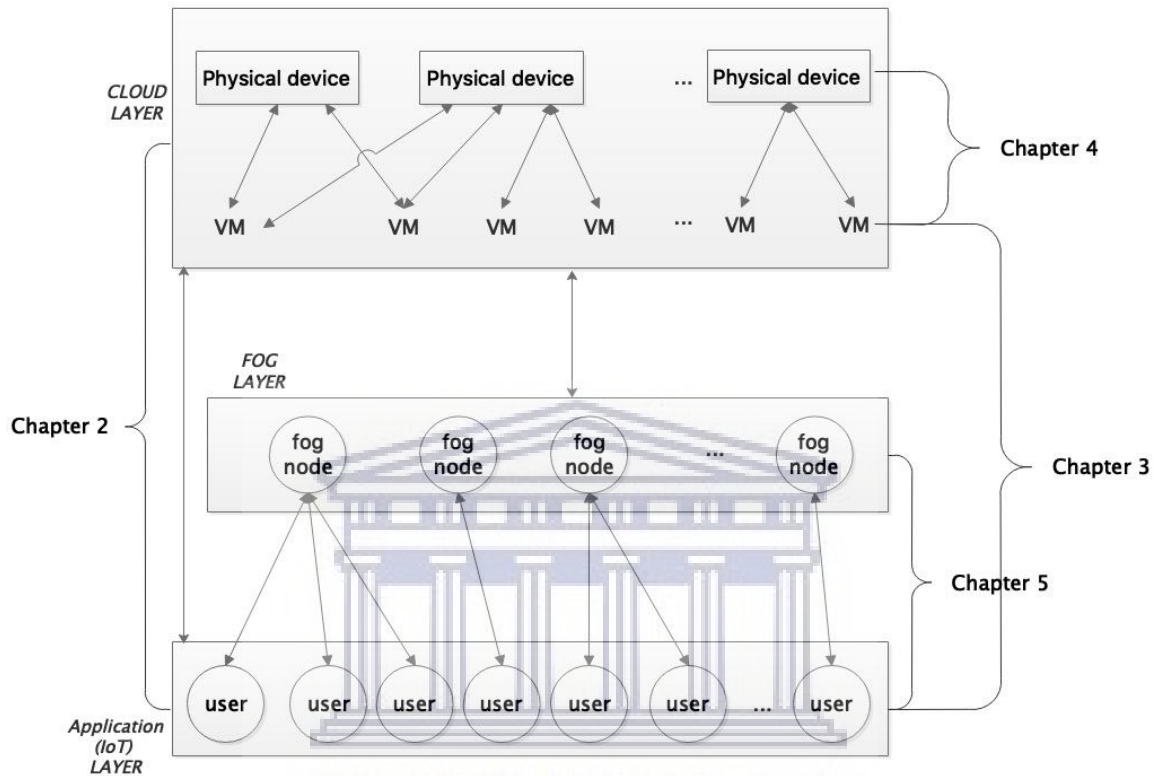 Physical device Physical device ... Physical device
CLOUD
LAYER
Chapter 4
VM VM VM VM ... VM VM
FOG
LAYER
Chapter 2
fog
node
fog
node
fog
node
...
fog
node
Chapter 3
Chapter 5
user user user user user user ... user
Application
(IoT)
LAYER